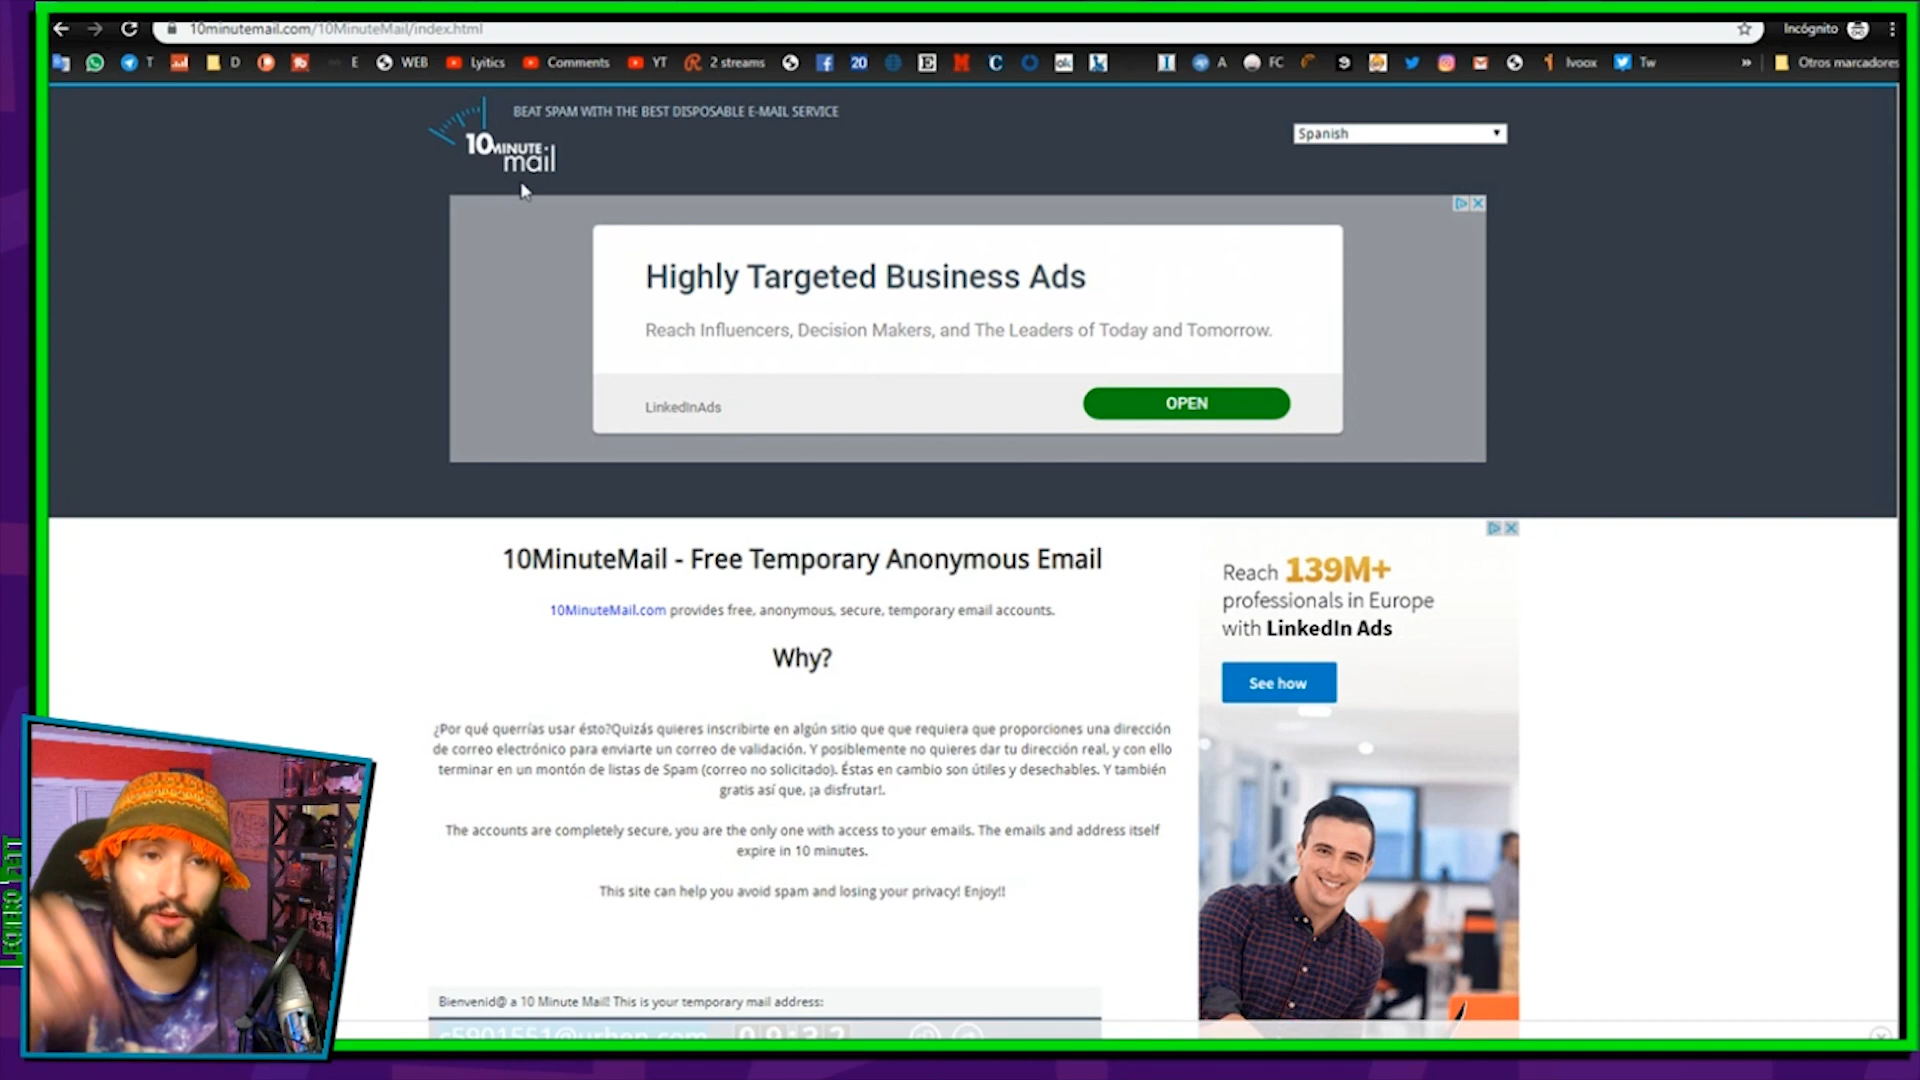 10minutemail.com/10MinuteMail/index.html
Incógnito
T
D
E
WEB
Lyitics
Comments
YT
2 streams
20
A
FC
Ivoox
Tw
Otros marcadores
BEAT SPAM WITH THE BEST DISPOSABLE E-MAIL SERVICE
10MINUTE
mail
Spanish
Highly Targeted Business Ads
Reach Influencers, Decision Makers, and The Leaders of Today and Tomorrow.
LinkedInAds
OPEN
10MinuteMail - Free Temporary Anonymous Email
10MinuteMail.com provides free, anonymous, secure, temporary email accounts.
Why?
¿Por qué querrías usar ésto?Quizás quieres inscribirte en algún sitio que que requiera que proporciones una dirección
de correo electrónico para enviarte un correo de validación. Y posiblemente no quieres dar tu dirección real, y con ello
terminar en un montón de listas de Spam (correo no solicitado). Éstas en cambio son útiles y desechables. Y también
gratis así que, ¡a disfrutar!.
The accounts are completely secure, you are the only one with access to your emails. The emails and address itself
expire in 10 minutes.
This site can help you avoid spam and losing your privacy! Enjoy!!
Reach 139M+
professionals in Europe
with LinkedIn Ads
See how
Bienvenid@ a 10 Minute Mail! This is your temporary mail address: